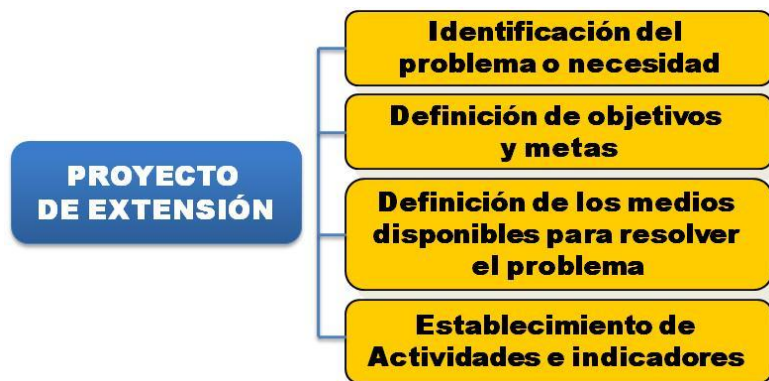 PROYECTO
DE EXTENSIÓN
Identificación del
problema o necesidad
Definición de objetivos
y metas
Definición de los medios
disponibles para resolver
el problema
Establecimiento de
Actividades e indicadores